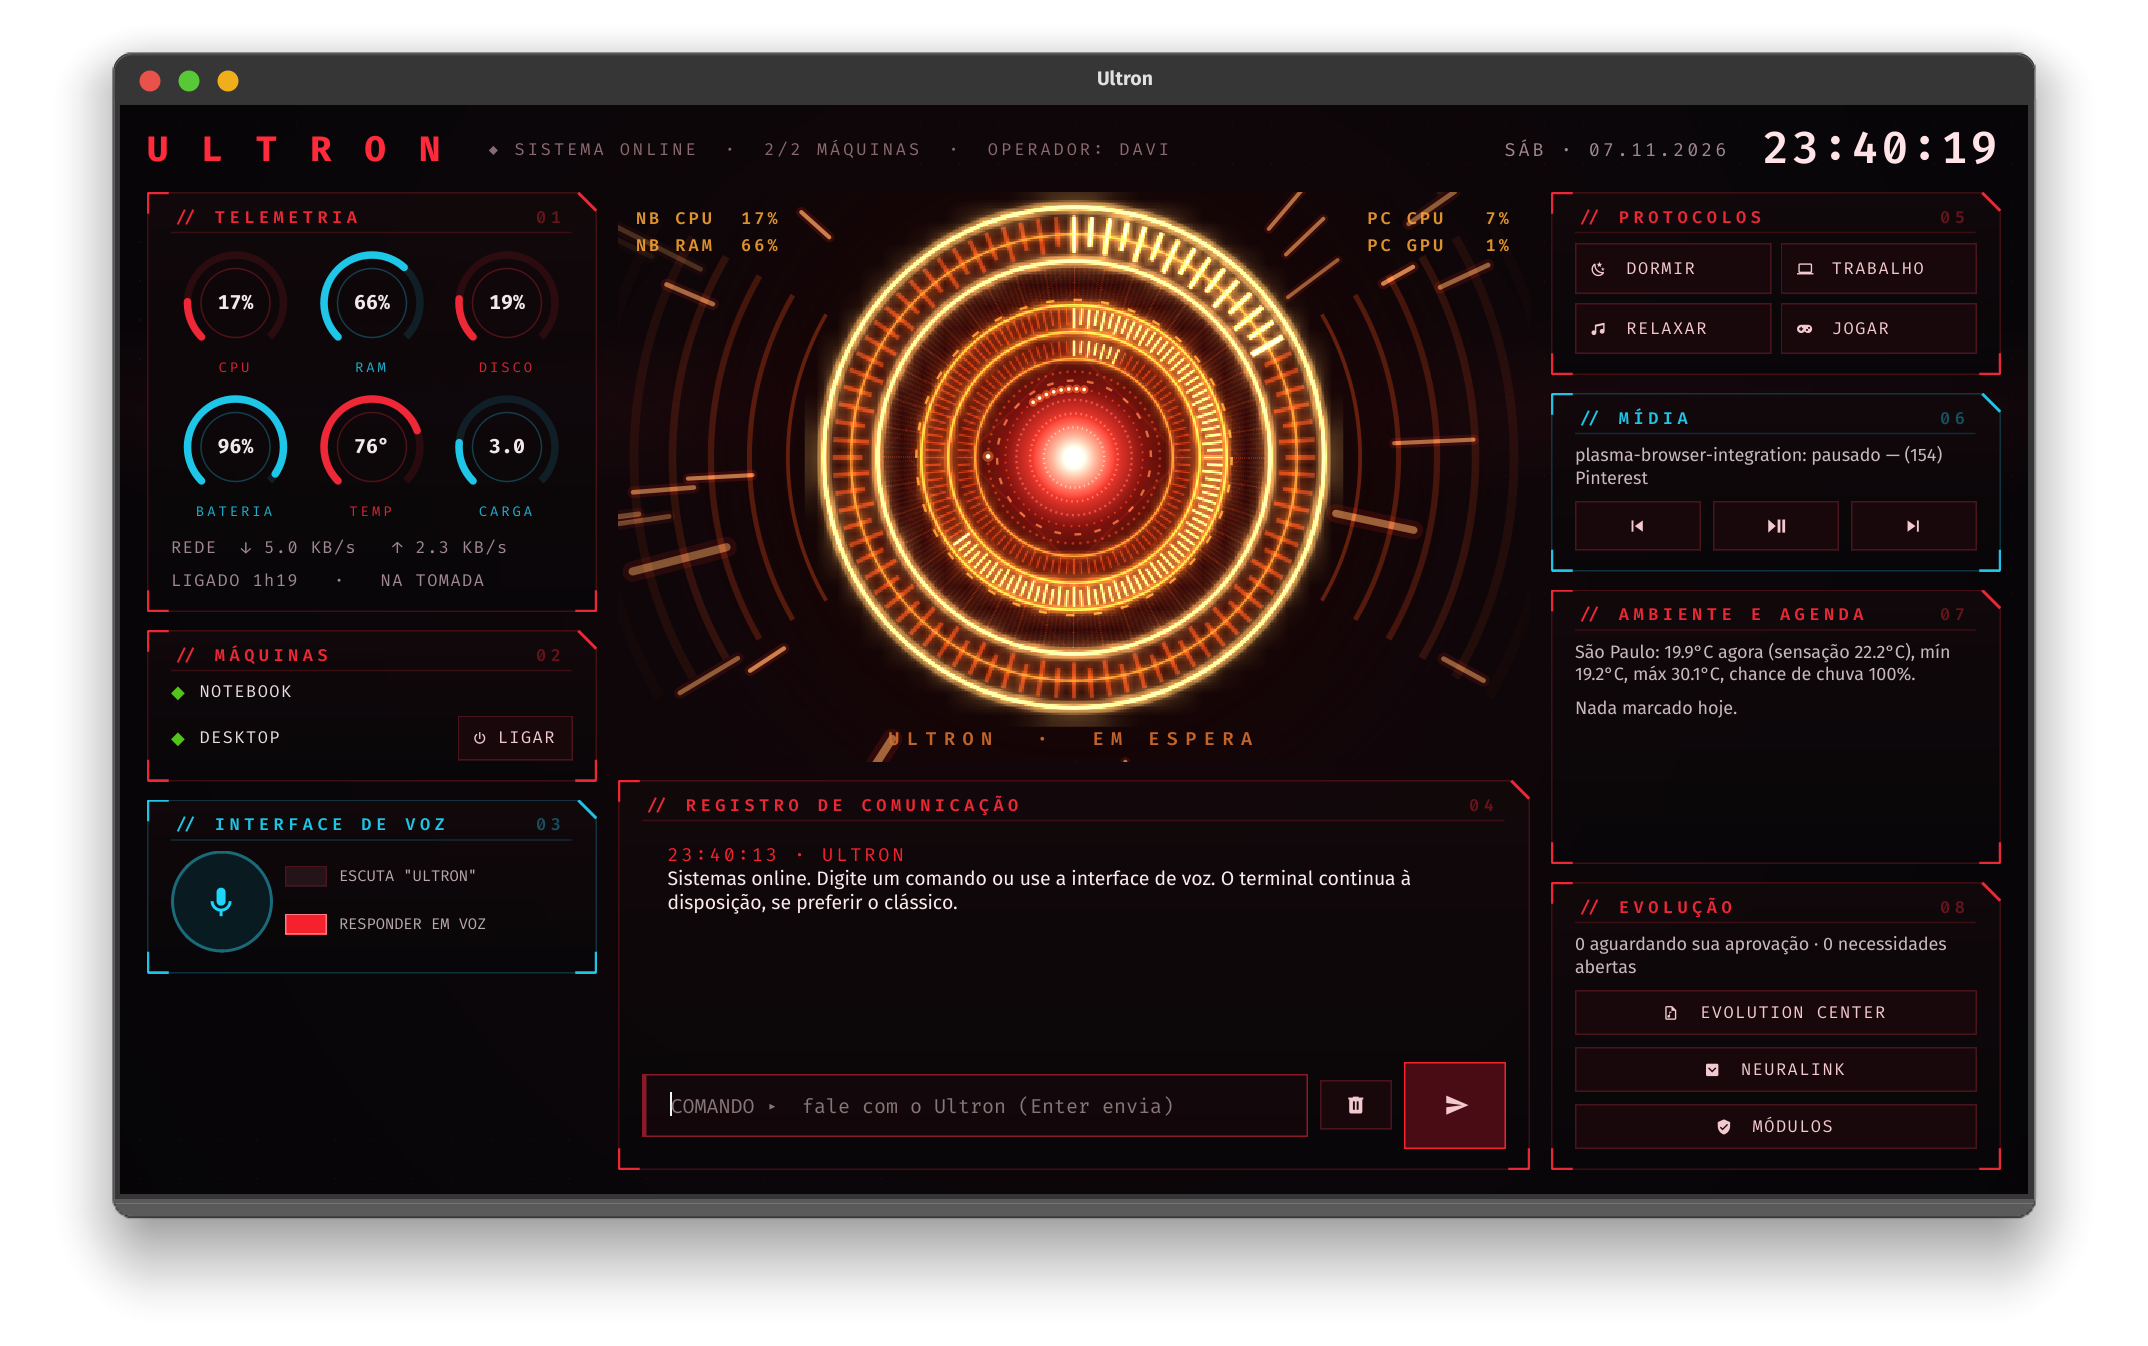 Ultron
ULTRON
◆ SISTEMA ONLINE · 2/2 MÁQUINAS · OPERADOR: DAVI
SÁB · 07.11.2026 23:40:19
// TELEMETRIA 01
17% 66% 19%
CPU RAM DISCO
96% 76° 3.0
BATERIA TEMP CARGA
REDE ↓ 5.0 KB/s ↑ 2.3 KB/s
LIGADO 1h19 · NA TOMADA
// MÁQUINAS 02
◆ NOTEBOOK
◆ DESKTOP LIGAR
// INTERFACE DE VOZ 03
ESCUTA "ULTRON"
RESPONDER EM VOZ
NB CPU 17%
NB RAM 66%
PC CPU 7%
PC GPU 1%
ULTRON · EM ESPERA
// REGISTRO DE COMUNICAÇÃO 04
23:40:13 · ULTRON
Sistemas online. Digite um comando ou use a interface de voz. O terminal continua à
disposição, se preferir o clássico.
COMANDO ▸ fale com o Ultron (Enter envia)
// PROTOCOLOS 05
DORMIR TRABALHO
RELAXAR JOGAR
// MÍDIA 06
plasma-browser-integration: pausado — (154)
Pinterest
// AMBIENTE E AGENDA 07
São Paulo: 19.9°C agora (sensação 22.2°C), mín
19.2°C, máx 30.1°C, chance de chuva 100%.
Nada marcado hoje.
// EVOLUÇÃO 08
0 aguardando sua aprovação · 0 necessidades
abertas
EVOLUTION CENTER
NEURALINK
MÓDULOS